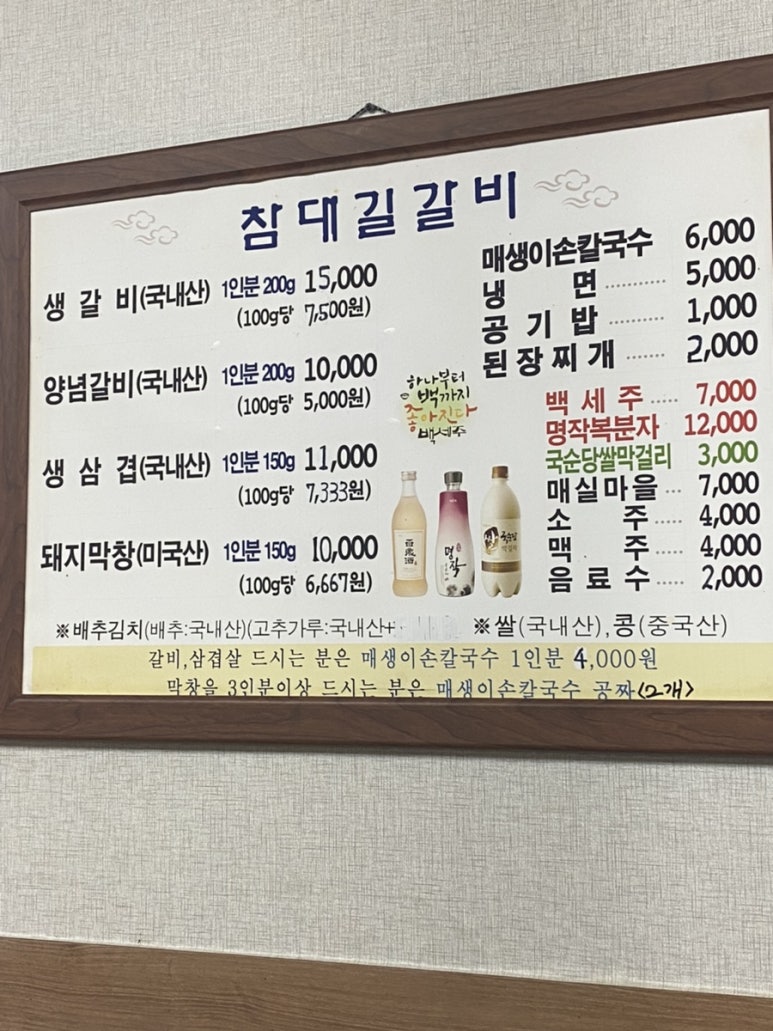 참대길갈비
생갈비(국내산) 1인분 200g 15,000
(100g당 7,500원)
양념갈비(국내산) 1인분 200g 10,000
(100g당 5,000원)
생삼겹(국내산) 1인분 150g 11,000
(100g당 7,333원)
돼지막창(미국산) 1인분 150g 10,000
(100g당 6,667원)
매생이손칼국수 6,000
냉면 5,000
공기밥 1,000
된장찌개 2,000
하나부터
백까지
좋아진다
백세주
백세주 7,000
명작복분자 12,000
국순당쌀막걸리 3,000
매실마을 7,000
소주 4,000
맥주 4,000
음료수 2,000
百歲酒
명작
쌀 국순당
막걸리
※배추김치(배추:국내산)(고추가루:국내산+ ※쌀(국내산),콩(중국산)
갈비,삼겹살 드시는 분은 매생이손칼국수 1인분 4,000원
막창을 3인분이상 드시는 분은 매생이손칼국수 공짜<2개>